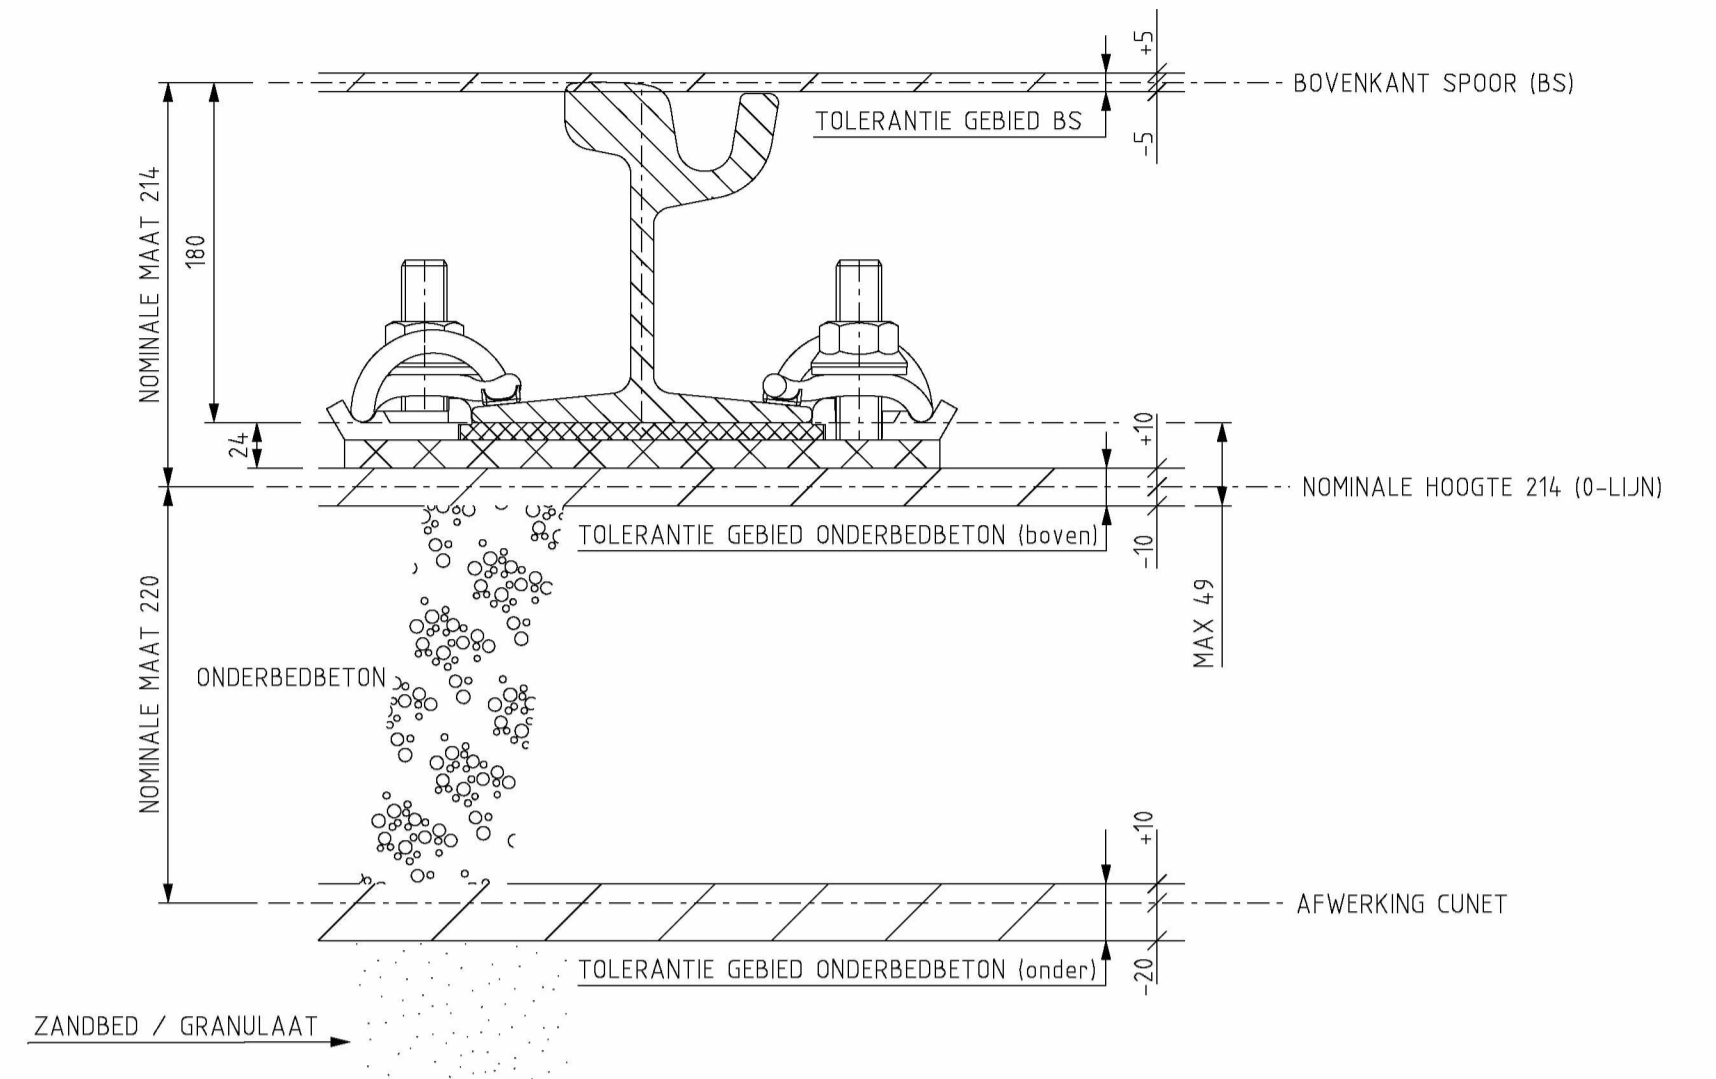 +5
BOVENKANT SPOOR (BS)
TOLERANTIE GEBIED BS
-5
NOMINALE MAAT 214
180
24
+10
NOMINALE HOOGTE 214 (0-LIJN)
TOLERANTIE GEBIED ONDERBEDBETON (boven)
-10
MAX 49
NOMINALE MAAT 220
ONDERBEDBETON
+10
AFWERKING CUNET
TOLERANTIE GEBIED ONDERBEDBETON (onder)
-20
ZANDBED / GRANULAAT